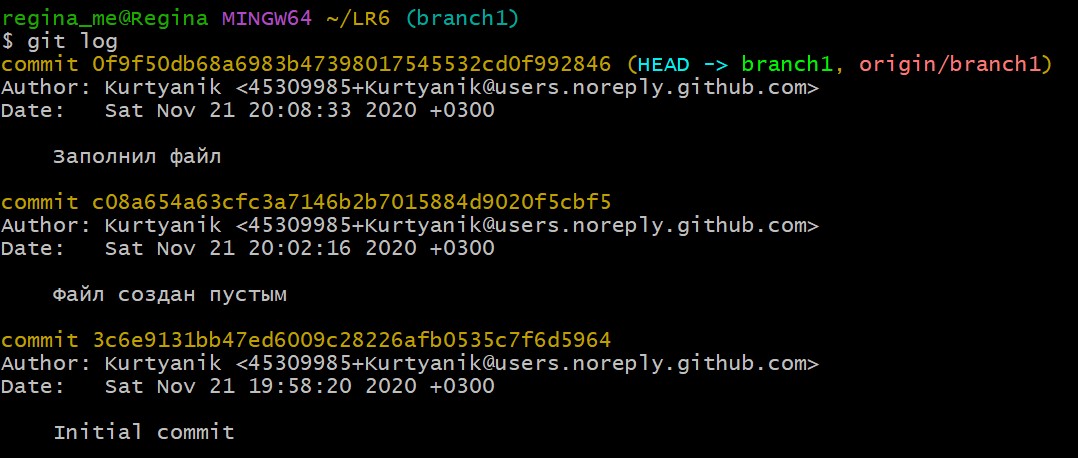 regina_me@Regina MINGW64 ~/LR6 (branch1)
$ git log
commit 0f9f50db68a6983b47398017545532cd0f992846 (HEAD -> branch1, origin/branch1)
Author: Kurtyanik <45309985+Kurtyanik@users.noreply.github.com>
Date:   Sat Nov 21 20:08:33 2020 +0300
    Заполнил файл
commit c08a654a63cfc3a7146b2b7015884d9020f5cbf5
Author: Kurtyanik <45309985+Kurtyanik@users.noreply.github.com>
Date:   Sat Nov 21 20:02:16 2020 +0300
    Файл создан пустым
commit 3c6e9131bb47ed6009c28226afb0535c7f6d5964
Author: Kurtyanik <45309985+Kurtyanik@users.noreply.github.com>
Date:   Sat Nov 21 19:58:20 2020 +0300
    Initial commit